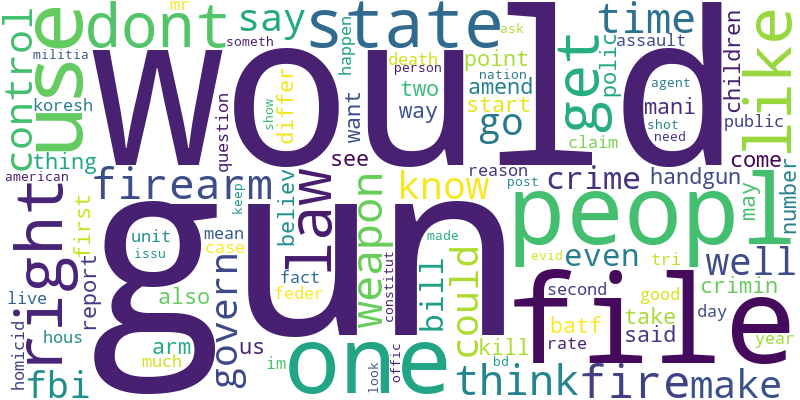 mr
militia
control
koresh
thing
american
use
dont
say
someth
state
happen
time
ask
assault
children
like
would
show
differ
question
want
death
person
two
way
point
nation
amend
start
go
get
polic
claim
agent
mani
shot
need
public
come
see
reason
post
crime
handgun
may
number
right
first
firearm
law
believ
keep
know
weapon
peopl
gun
unit
issu
mean
case
fact
feder
constitut
made
bill
could
evid
even
tri
well
report
also
govern
live
hous
homicid
arm
much
us
im
fbi
one
look
offic
kill
bd
think
file
second
batf
rate
good
take
said
crimin
day
year
fire
make